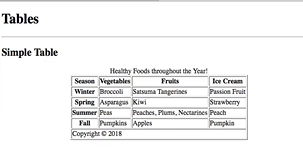 Tables
Simple Table
Healthy Foods throughout the Year!
Season Vegetables Fruits Ice Cream
Winter Broccoli Satsuma Tangerines Passion Fruit
Spring Asparagus Kiwi Strawberry
Summer Peas Peaches, Plums, Nectarines Peach
Fall Pumpkins Apples Pumpkin
Copyright © 2018